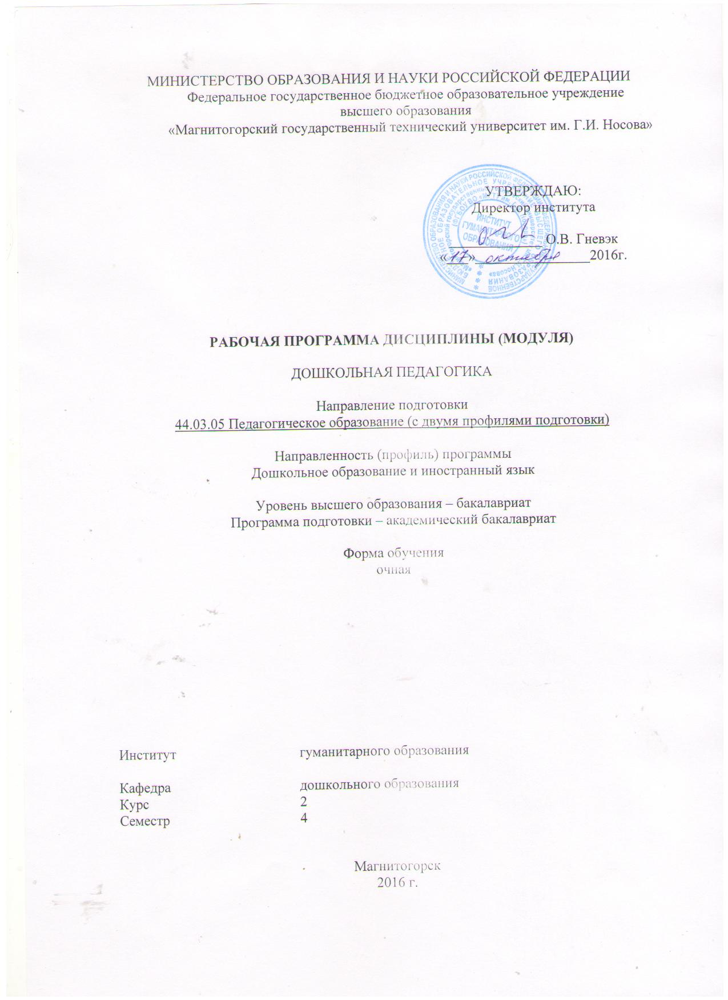 МИНИСТЕРСТВО ОБРАЗОВАНИЯ И НАУКИ РОССИЙСКОЙ ФЕДЕРАЦИИ
Федеральное государственное бюджетное образовательное учреждение
высшего образования
«Магнитогорский государственный технический университет им. Г.И. Носова»
УТВЕРЖДАЮ:
Директор института
О.В. Гневэк
«17» октября 2016г.
ИНСТИТУТ
ГУМАНИТАРНОГО
ОБРАЗОВАНИЯ
РАБОЧАЯ ПРОГРАММА ДИСЦИПЛИНЫ (МОДУЛЯ)
ДОШКОЛЬНАЯ ПЕДАГОГИКА
Направление подготовки
44.03.05 Педагогическое образование (с двумя профилями подготовки)
Направленность (профиль) программы
Дошкольное образование и иностранный язык
Уровень высшего образования – бакалавриат
Программа подготовки – академический бакалавриат
Форма обучения
очная
Институт гуманитарного образования
Кафедра дошкольного образования
Курс 2
Семестр 4
Магнитогорск
2016 г.